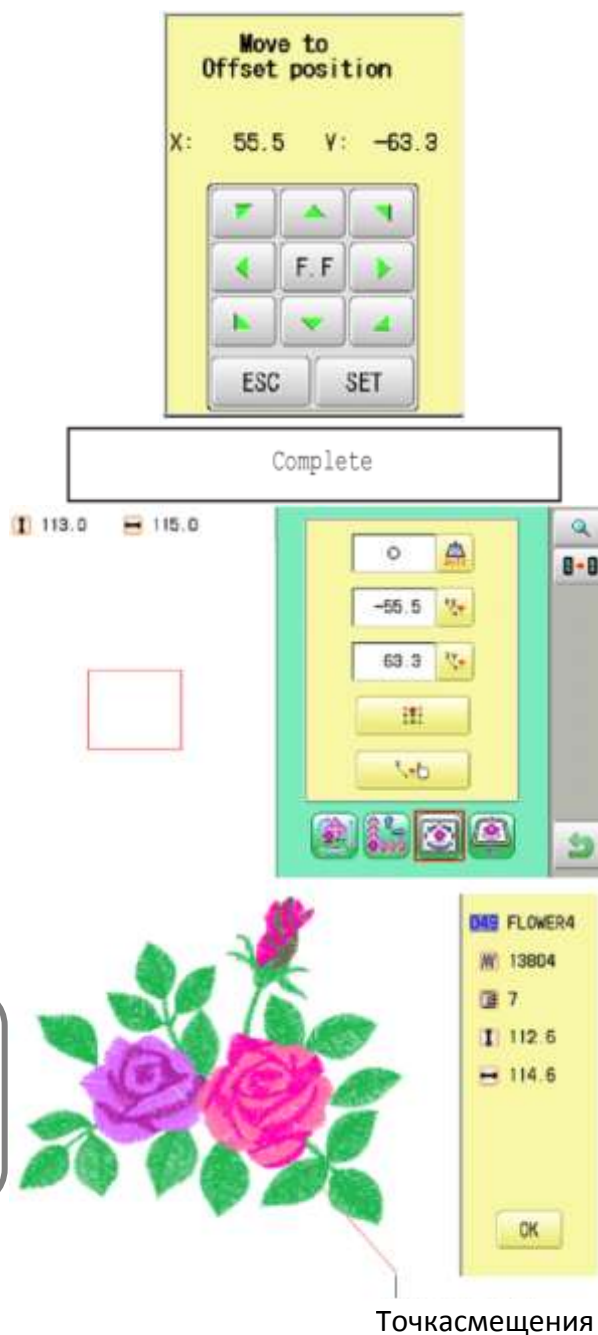 Move to
Offset position
X: 55.5 Y: -63.3
F.F
ESC SET
Complete
113.0 115.0
0
-55.5
63.3
049 FLOWER4
13804
7
112.6
114.6
OK
Точкасмещения